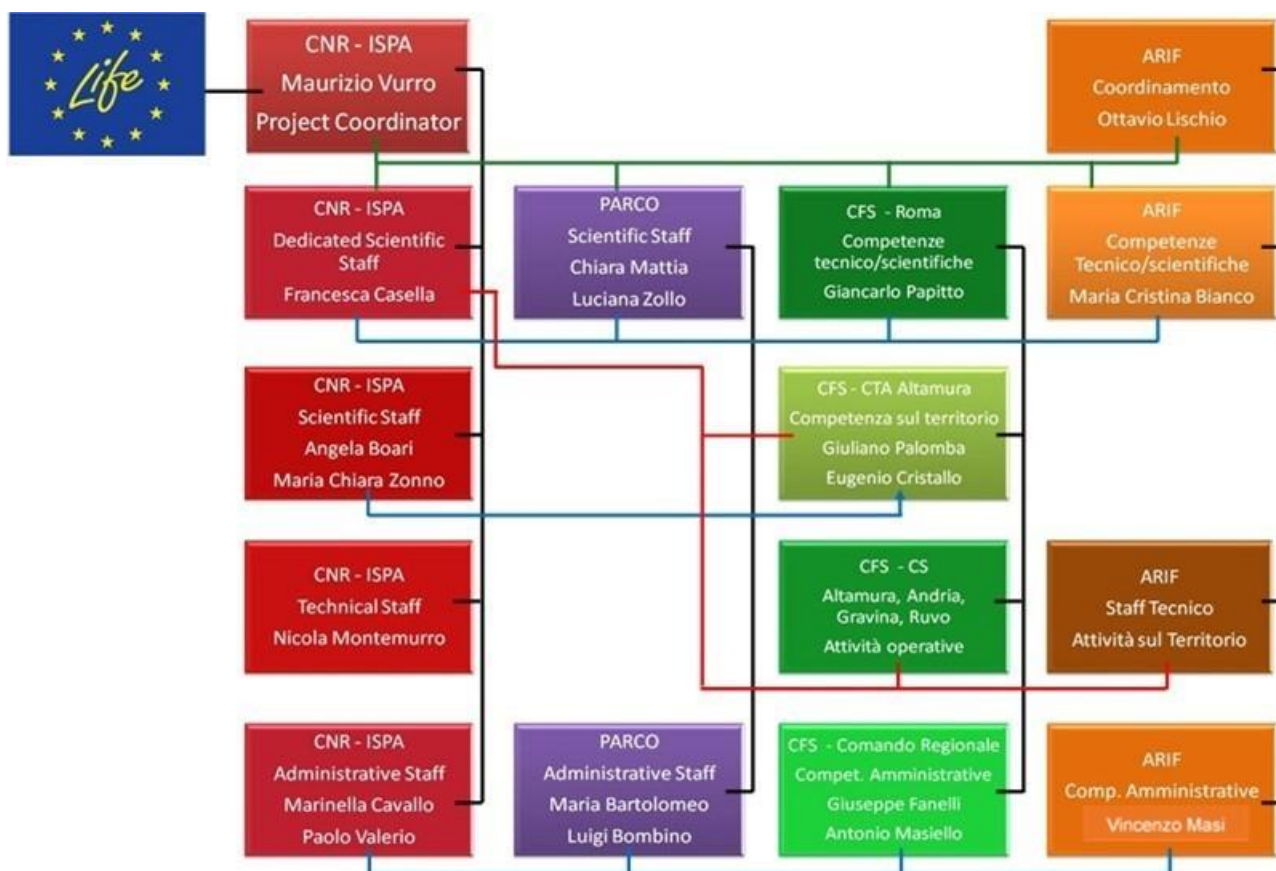 Life
CNR - ISPA
Maurizio Vurro
Project Coordinator
ARIF
Coordinamento
Ottavio Lischio
CNR - ISPA
Dedicated Scientific
Staff
Francesca Casella
PARCO
Scientific Staff
Chiara Mattia
Luciana Zollo
CFS - Roma
Competenze
tecnico/scientifiche
Giancarlo Papitto
ARIF
Competenze
Tecnico/scientifiche
Maria Cristina Bianco
CNR - ISPA
Scientific Staff
Angela Boari
Maria Chiara Zonno
CFS - CTA Altamura
Competenza sul territorio
Giuliano Palomba
Eugenio Cristallo
CNR - ISPA
Technical Staff
Nicola Montemurro
CFS - CS
Altamura, Andria,
Gravina, Ruvo
Attività operative
ARIF
Staff Tecnico
Attività sul Territorio
CNR - ISPA
Administrative Staff
Marinella Cavallo
Paolo Valerio
PARCO
Administrative Staff
Maria Bartolomeo
Luigi Bombino
CFS - Comando Regionale
Compet. Amministrative
Giuseppe Fanelli
Antonio Masiello
ARIF
Comp. Amministrative
Vincenzo Masi